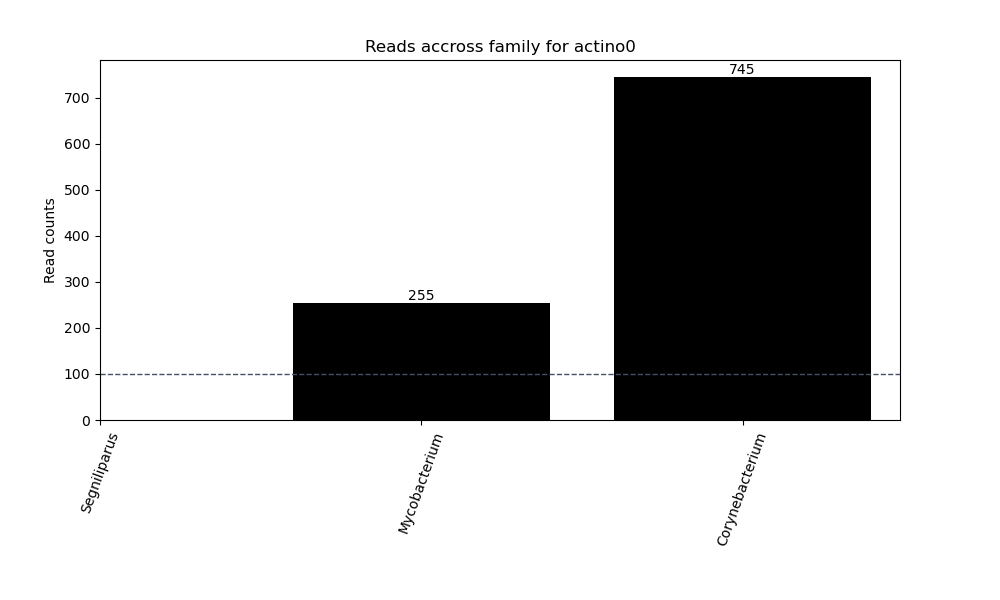 Reads accross family for actino0
745
700
600
500
400
300
255
200
100
0
Read counts
Segniliparus
Mycobacterium
Corynebacterium